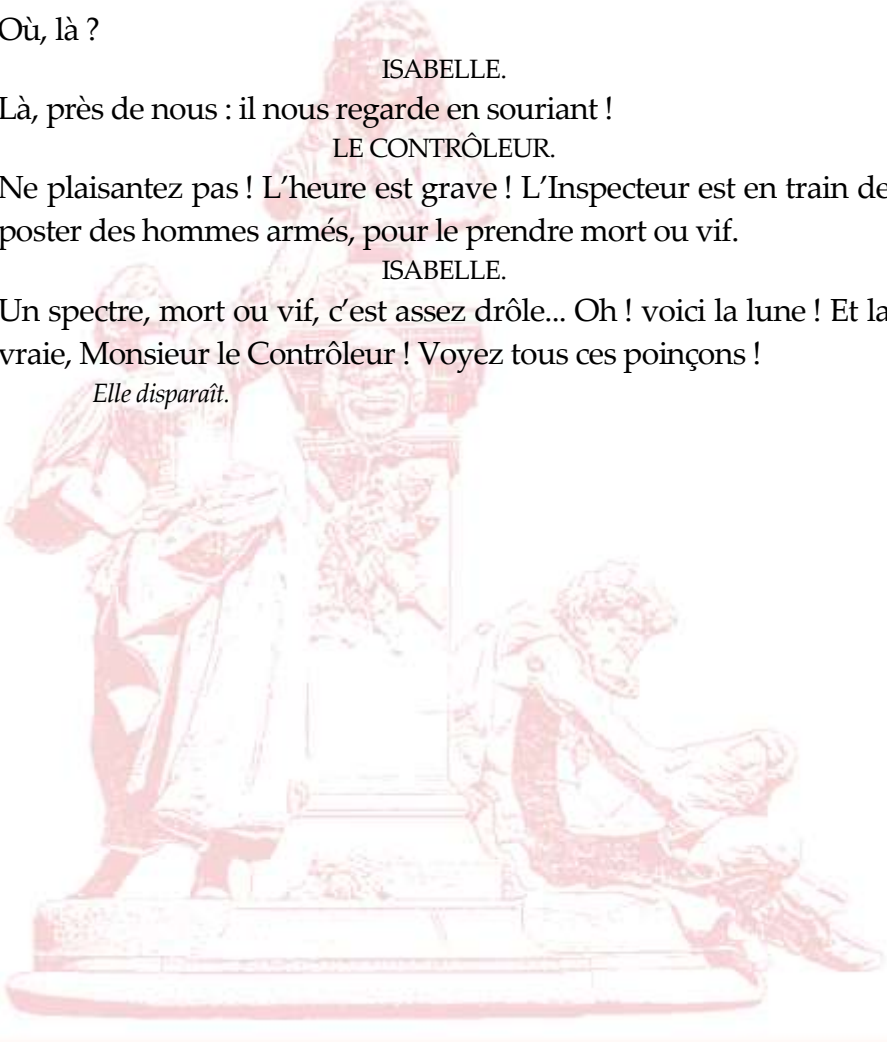 Où, là ?
ISABELLE.
Là, près de nous : il nous regarde en souriant !
LE CONTRÔLEUR.
Ne plaisantez pas ! L’heure est grave ! L’Inspecteur est en train de
poster des hommes armés, pour le prendre mort ou vif.
ISABELLE.
Un spectre, mort ou vif, c’est assez drôle... Oh ! voici la lune ! Et la
vraie, Monsieur le Contrôleur ! Voyez tous ces poinçons !
Elle disparaît.